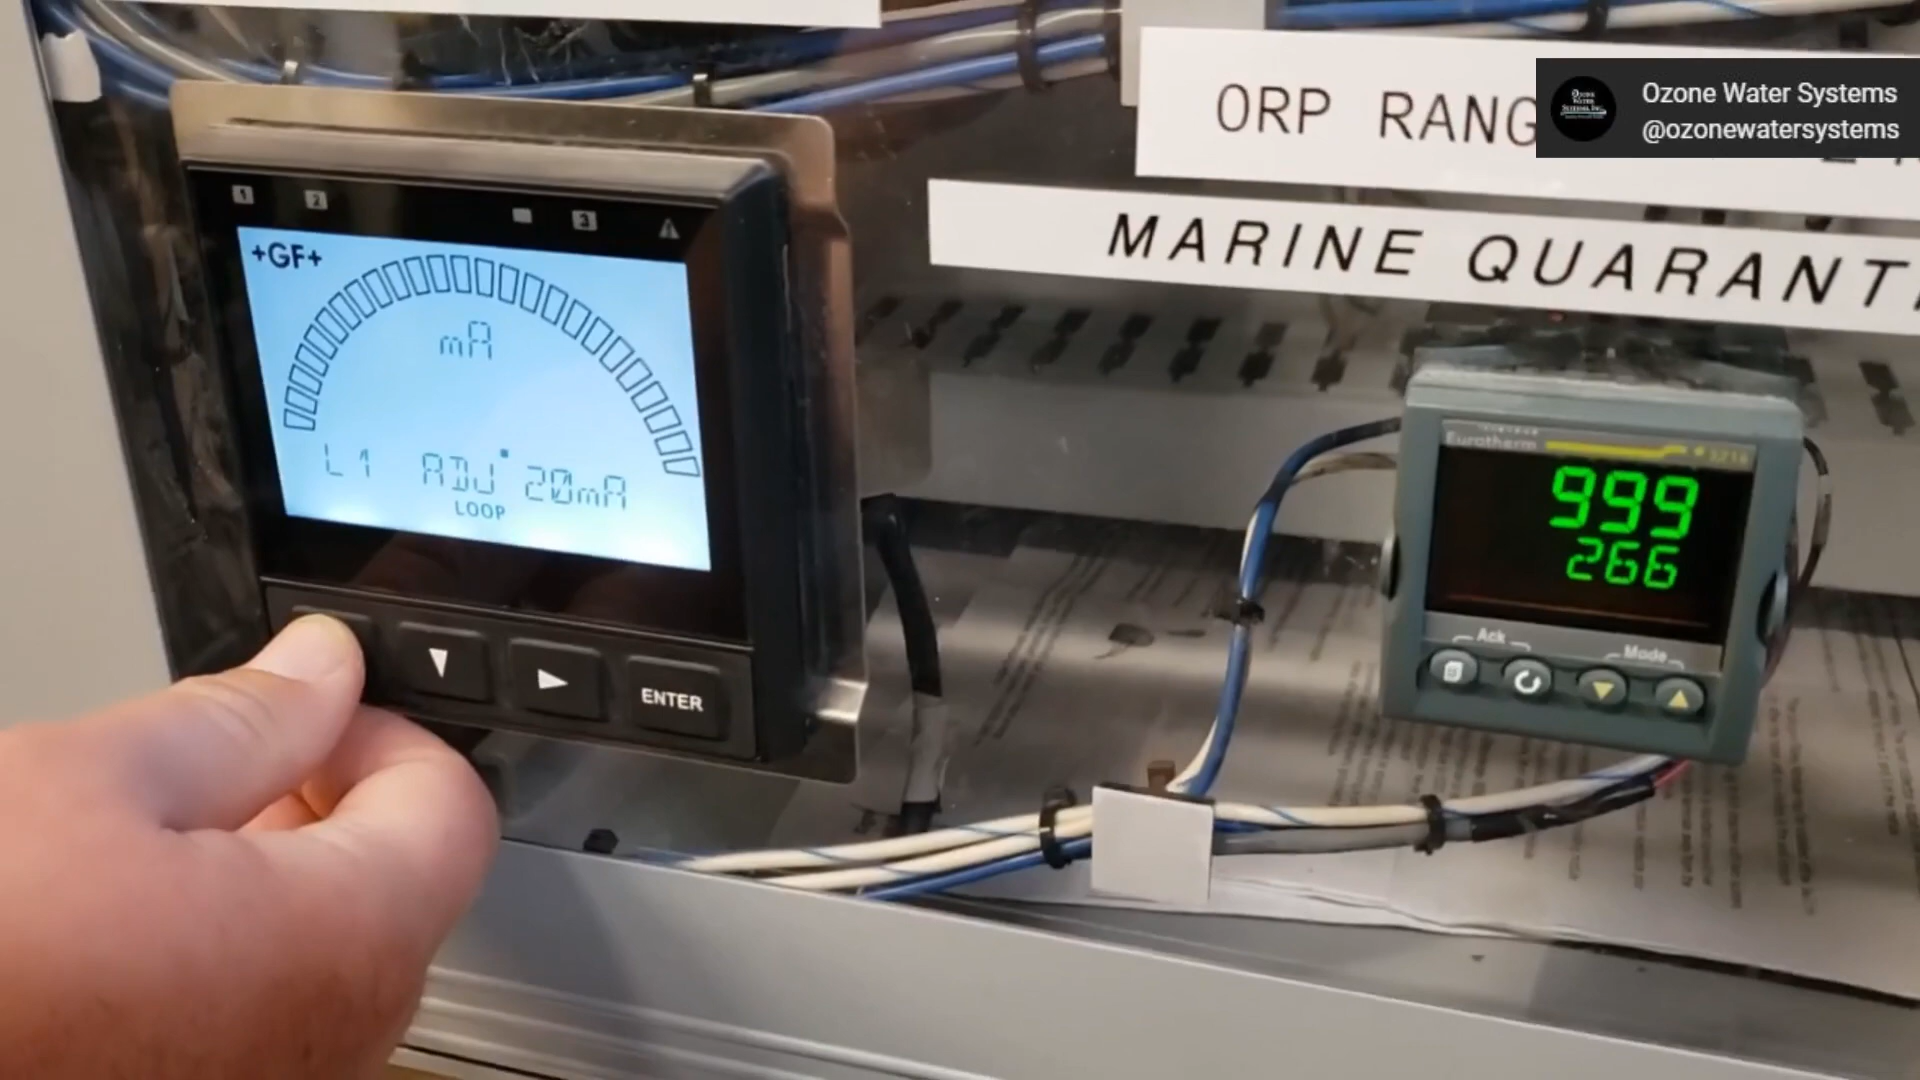 ORP RANG
Ozone Water Systems
@ozonewatersystems
MARINE QUARANT
1 2 3
+GF+
mA
L1 ADJ 20mA
LOOP
ENTER
Eurotherm
3216
999
266
Ack
Mode